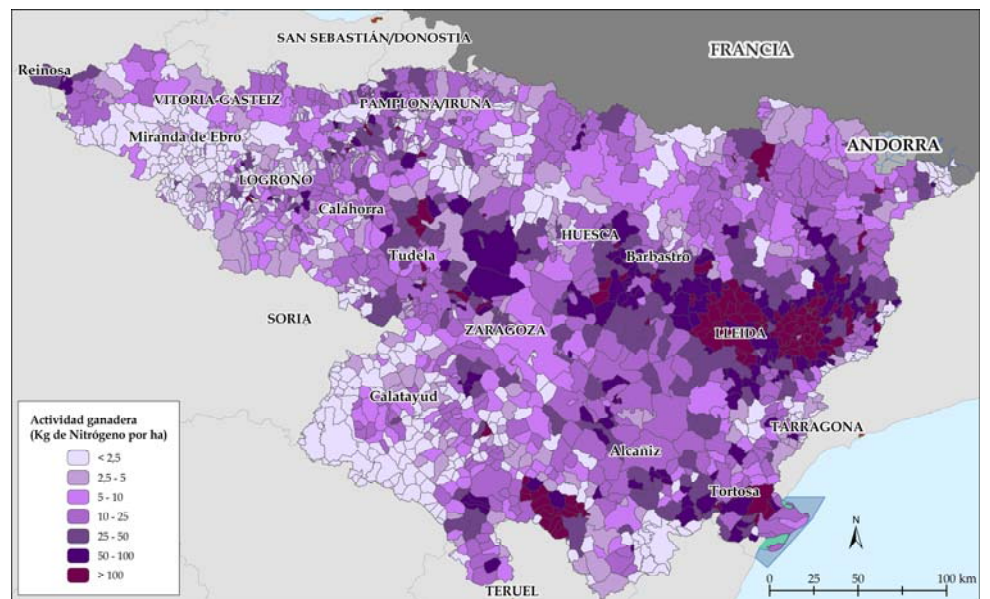 SAN SEBASTIÁN/DONOSTIA
FRANCIA
Reinosa
VITORIA-GASTEIZ
PAMPLONA/IRUNA
Miranda de Ebro
ANDORRA
LOGROÑO
Calahorra
HUESCA
Barbastro
Tudela
SORIA
ZARAGOZA
LLEIDA
Calatayud
TARRAGONA
Alcañiz
Tortosa
TERUEL
Actividad ganadera
(Kg de Nitrógeno por ha)
< 2,5
2,5 - 5
5 - 10
10 - 25
25 - 50
50 - 100
> 100
N
0 25 50 100 km